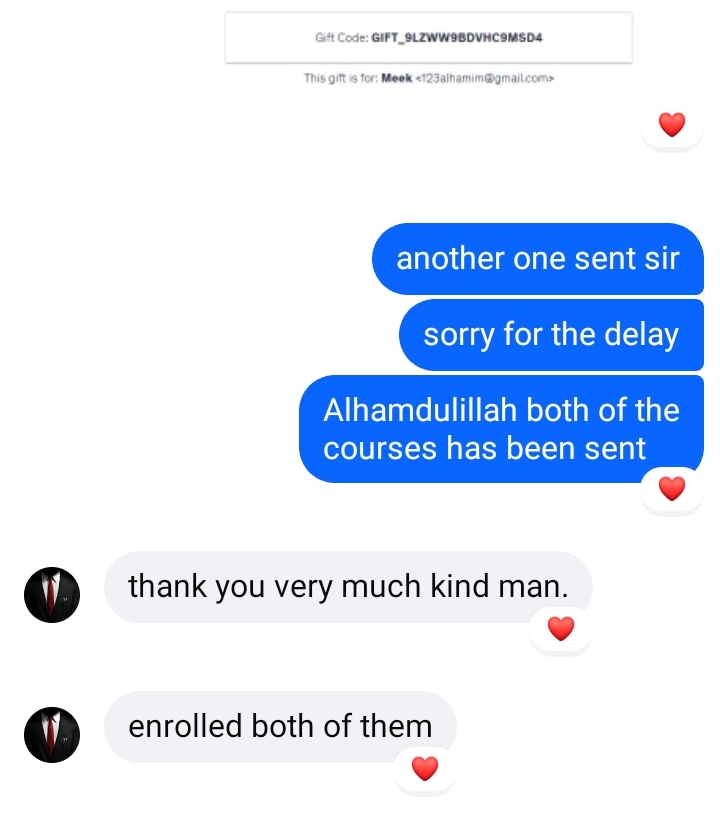 Gift Code: GIFT_9LZWW9BDVHC9MSD4
This gift is for: Meek <123alhamim@gmail.com>
another one sent sir
sorry for the delay
Alhamdulillah both of the
courses has been sent
thank you very much kind man.
enrolled both of them